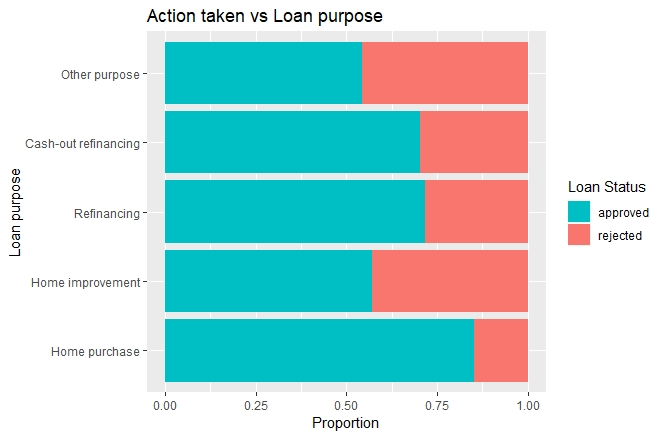 Action taken vs Loan purpose
Loan purpose
Other purpose
Cash-out refinancing
Refinancing
Home improvement
Home purchase
0.00
0.25
0.50
0.75
1.00
Proportion
Loan Status
approved
rejected